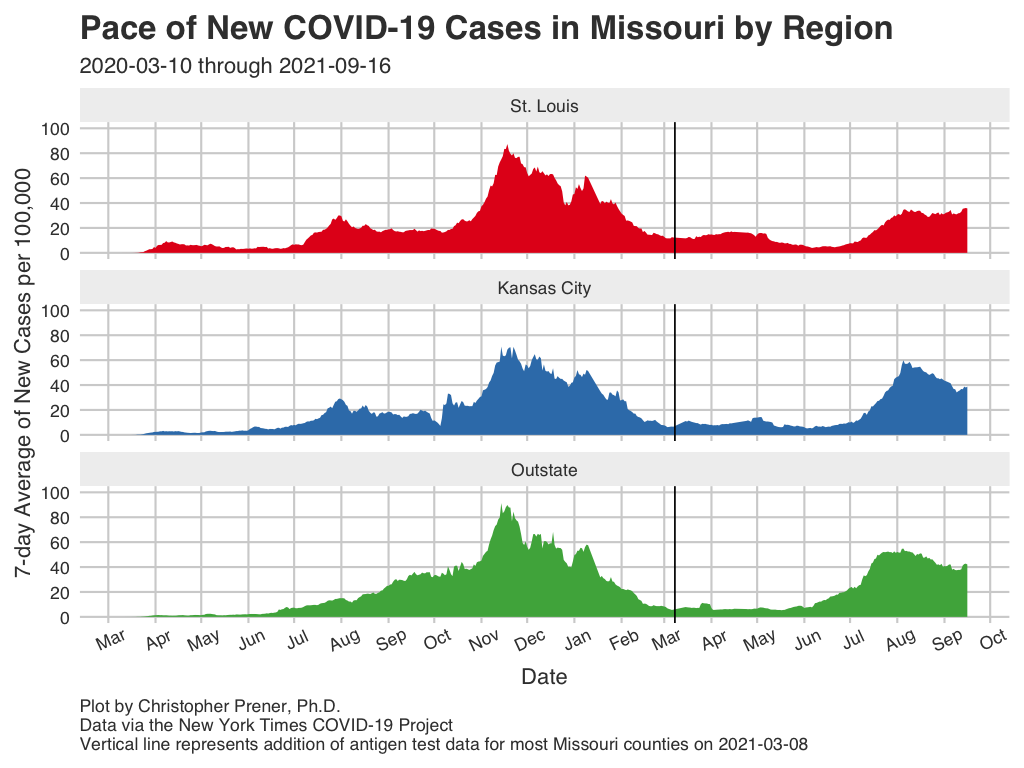 Pace of New COVID-19 Cases in Missouri by Region
2020-03-10 through 2021-09-16
7-day Average of New Cases per 100,000
St. Louis
100
80
60
40
20
0
Kansas City
100
80
60
40
20
0
Outstate
100
80
60
40
20
0
Mar Apr May Jun Jul Aug Sep Oct Nov Dec Jan Feb Mar Apr May Jun Jul Aug Sep Oct
Date
Plot by Christopher Prener, Ph.D.
Data via the New York Times COVID-19 Project
Vertical line represents addition of antigen test data for most Missouri counties on 2021-03-08